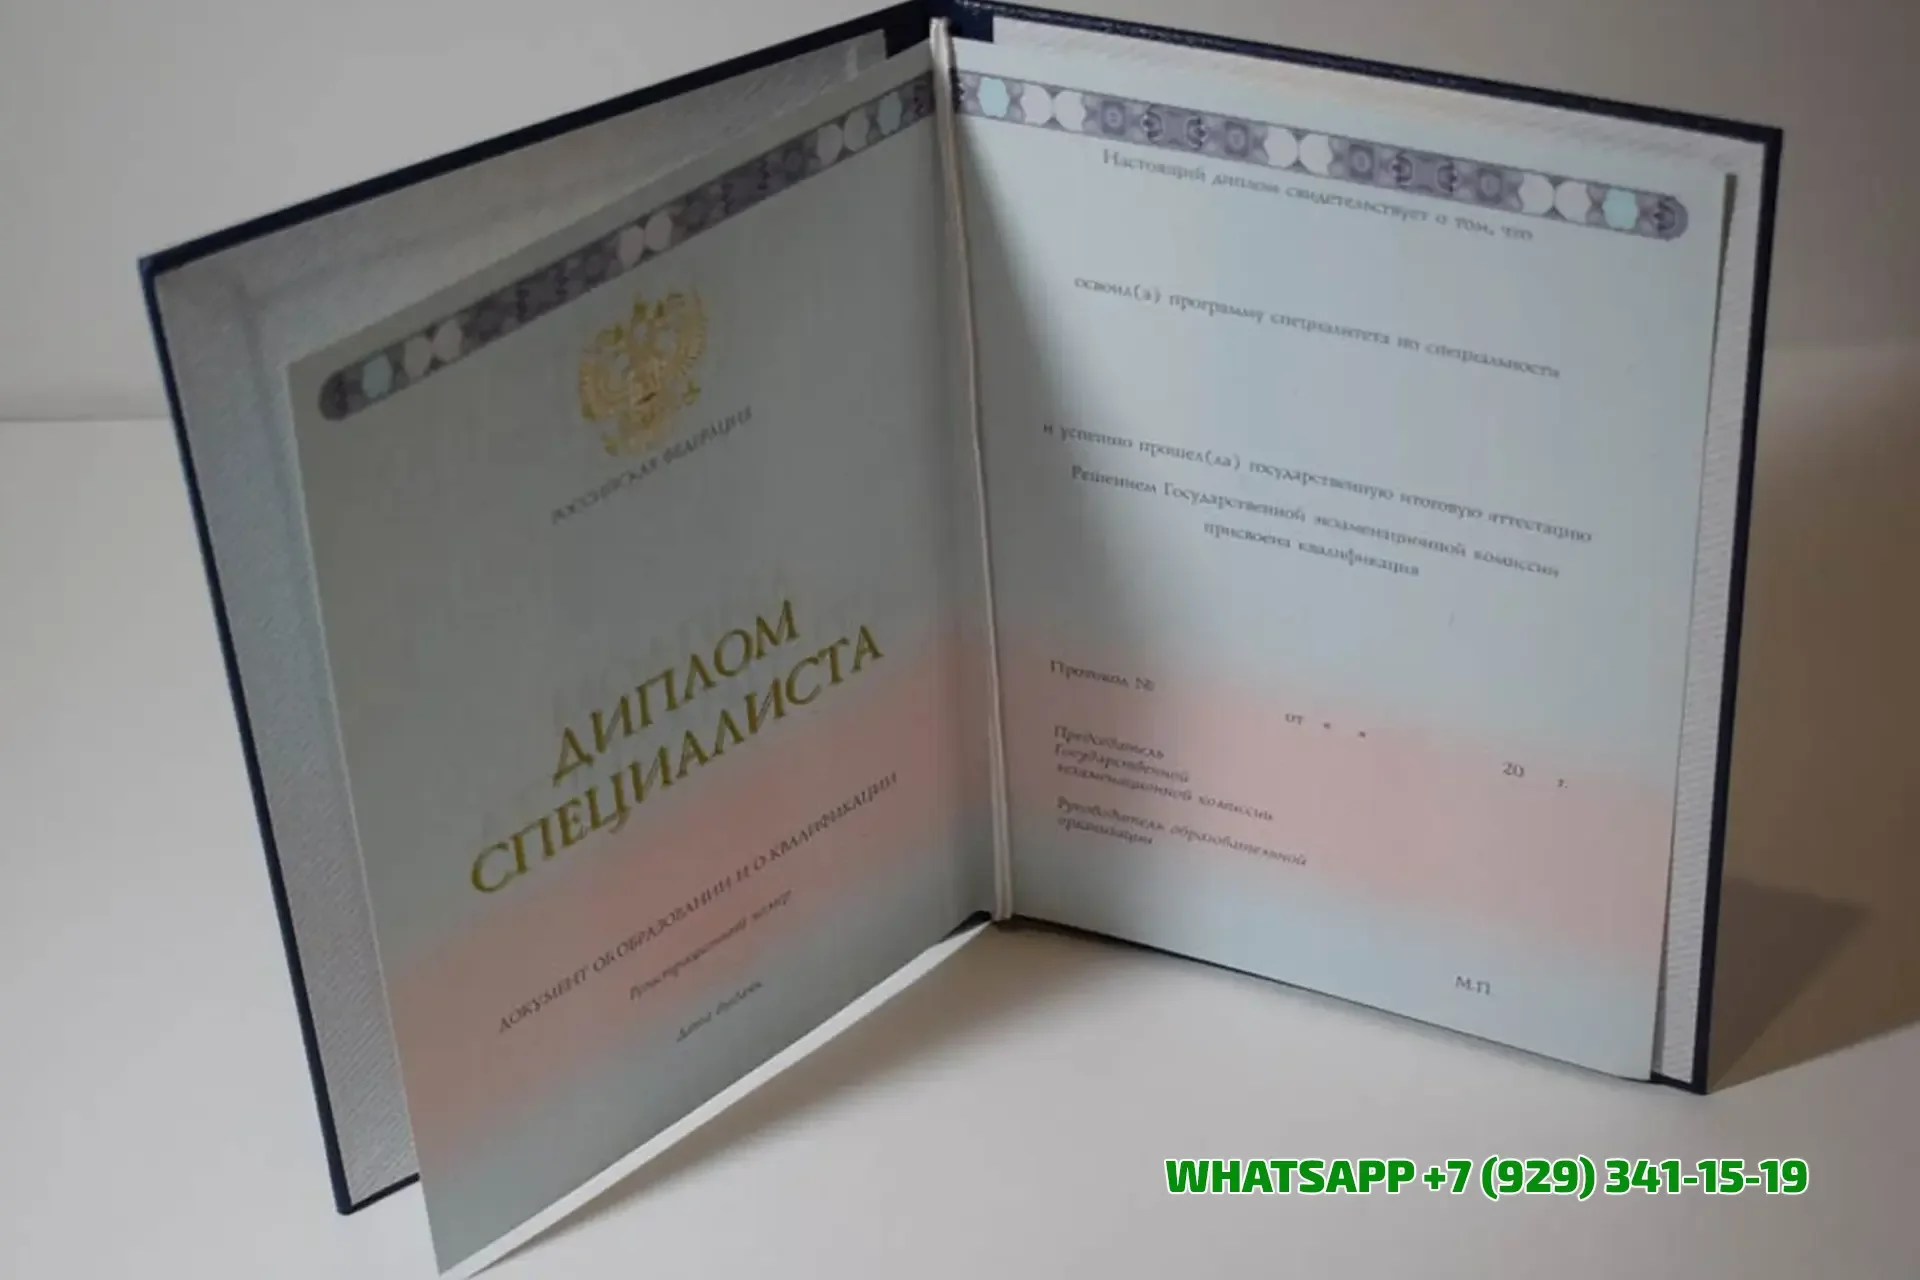 РОССИЙСКАЯ ФЕДЕРАЦИЯ
ДИПЛОМ
СПЕЦИАЛИСТА
ДОКУМЕНТ ОБ ОБРАЗОВАНИИ И О КВАЛИФИКАЦИИ
Регистрационный номер
Дата выдачи
Настоящий диплом свидетельствует о том, что
освоил(а) программу специалитета по специальности
и успешно прошел(ла) государственную итоговую аттестацию
Решением Государственной экзаменационной комиссии
присвоена квалификация
Протокол №
от « »
20 г.
Председатель
Государственной
экзаменационной комиссии
Руководитель образовательной
организации
М.П.
WHATSAPP +7 (929) 341-15-19